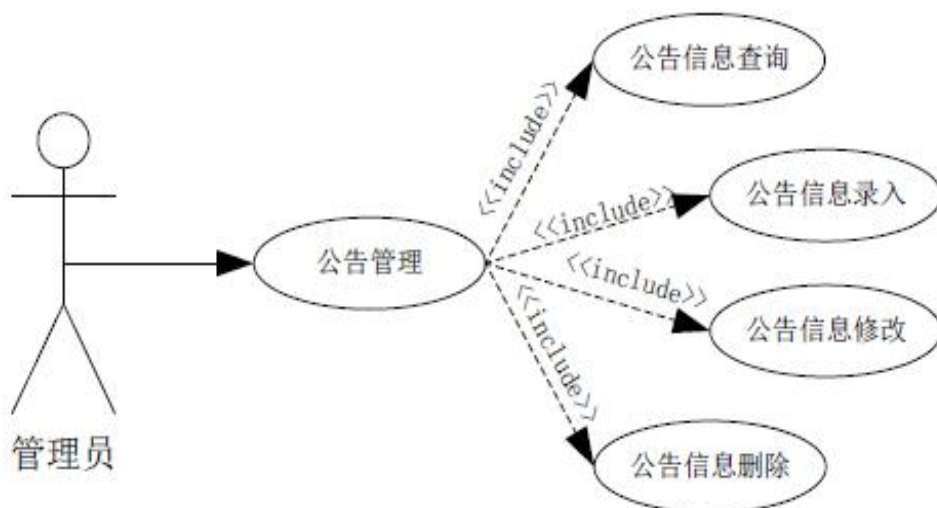 公告信息查询
<<include>>
公告信息录入
<<include>>
公告管理
<<include>>
公告信息修改
<<include>>
公告信息删除
管理员